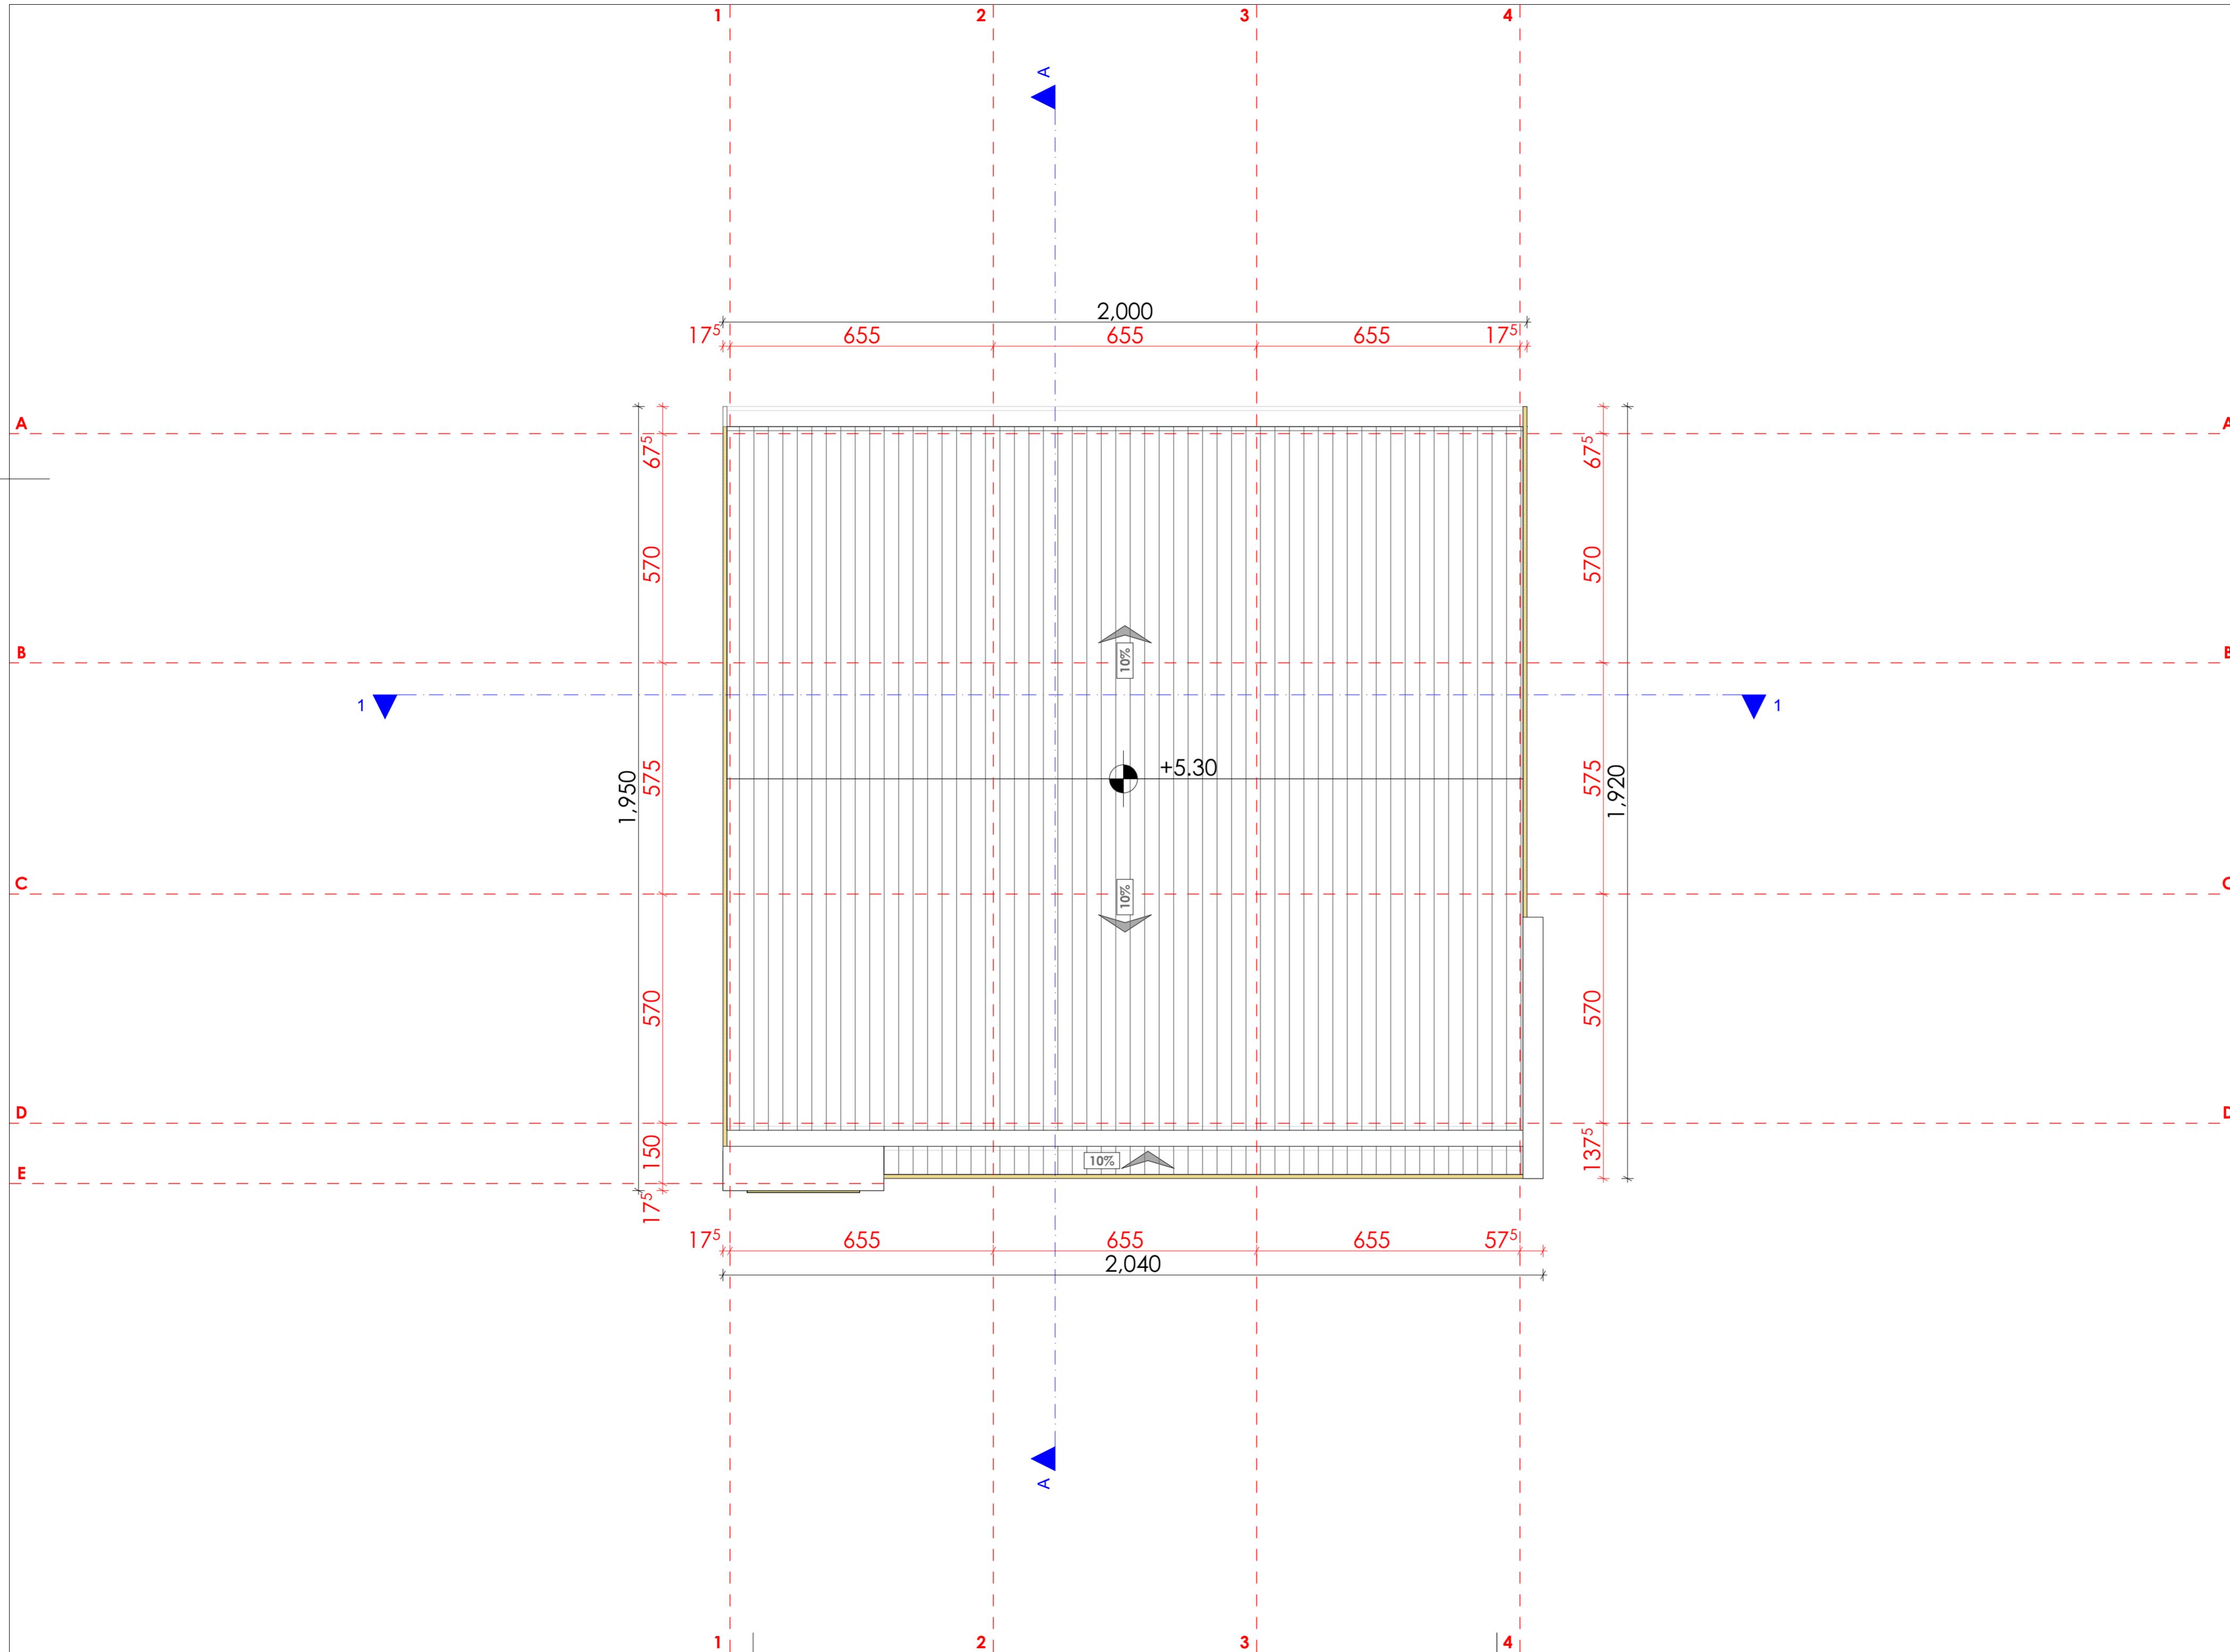 1 2 3 4
A
2,000
17⁵ 655 655 655 17⁵
A A
67⁵ 67⁵
570 570
B B
10%
1 1
+5.30
1,950 575 575 1,920
C C
10%
570 570
D D
150 137⁵
10%
E
17⁵
17⁵ 655 655 655 57⁵
2,040
A
1 2 3 4